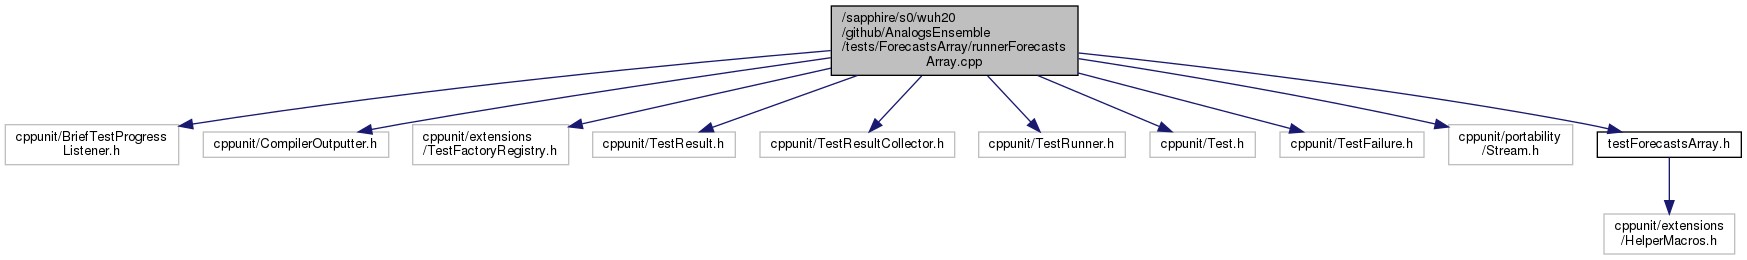 /sapphire/s0/wuh20
/github/AnalogsEnsemble
/tests/ForecastsArray/runnerForecasts
Array.cpp
cppunit/BriefTestProgress
Listener.h
cppunit/CompilerOutputter.h
cppunit/extensions
/TestFactoryRegistry.h
cppunit/TestResult.h
cppunit/TestResultCollector.h
cppunit/TestRunner.h
cppunit/Test.h
cppunit/TestFailure.h
cppunit/portability
/Stream.h
testForecastsArray.h
cppunit/extensions
/HelperMacros.h